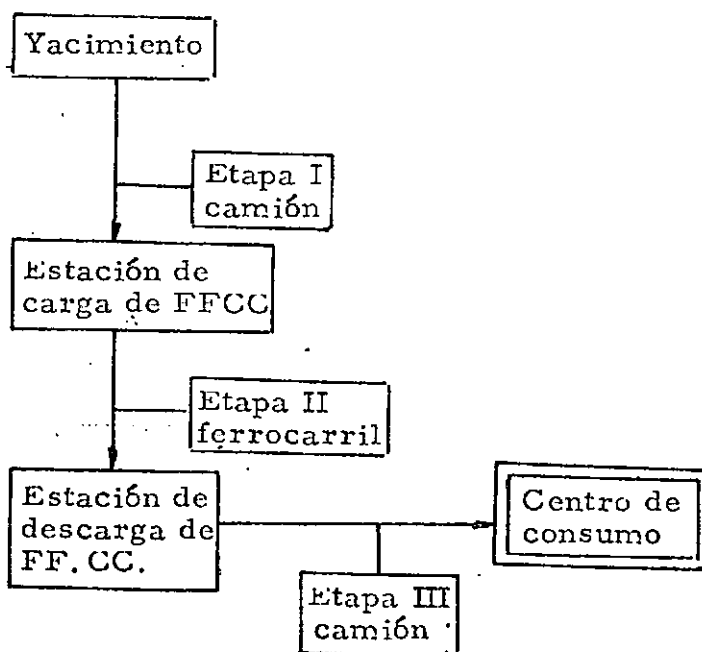 Yacimiento
Etapa I
camión
Estación de
carga de FFCC
Etapa II
ferrocarril
Estación de
descarga de
FF.CC.
Centro de
consumo
Etapa III
camión